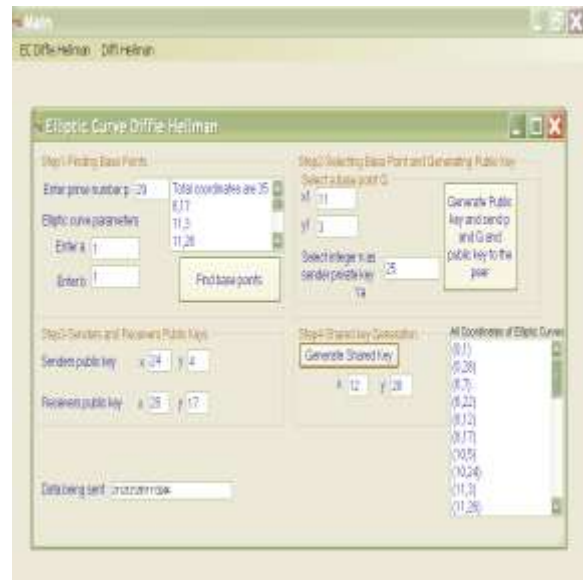 Main
EC Diffie Hellman Diffi Hellman
Elliptic Curve Diffie Hellman
Step1-Finding Base Points
Enter prime number p 29
Elliptic curve parameters
Enter a 1
Enter b 1
Total coordinates are 35
6,17
11,3
11,26
Find base points
Step2-Selecting Base Point and Generating Public Key
Select a base point G
x1 11
y1 3
Select integer n as
sender private key 25
Generate Public
key and send p
and G and
public key to the
peer
Step3-Senders and Receivers Public Keys
Senders public key x 24 y 4
Receivers public key x 25 y 17
Step4-Shared key Generation
Generate Shared Key
x 12 y 28
All Coordinates of Elliptic Curves
(0,1)
(0,28)
(6,7)
(6,22)
(8,12)
(8,17)
(10,5)
(10,24)
(11,3)
(11,26)
Data being sent